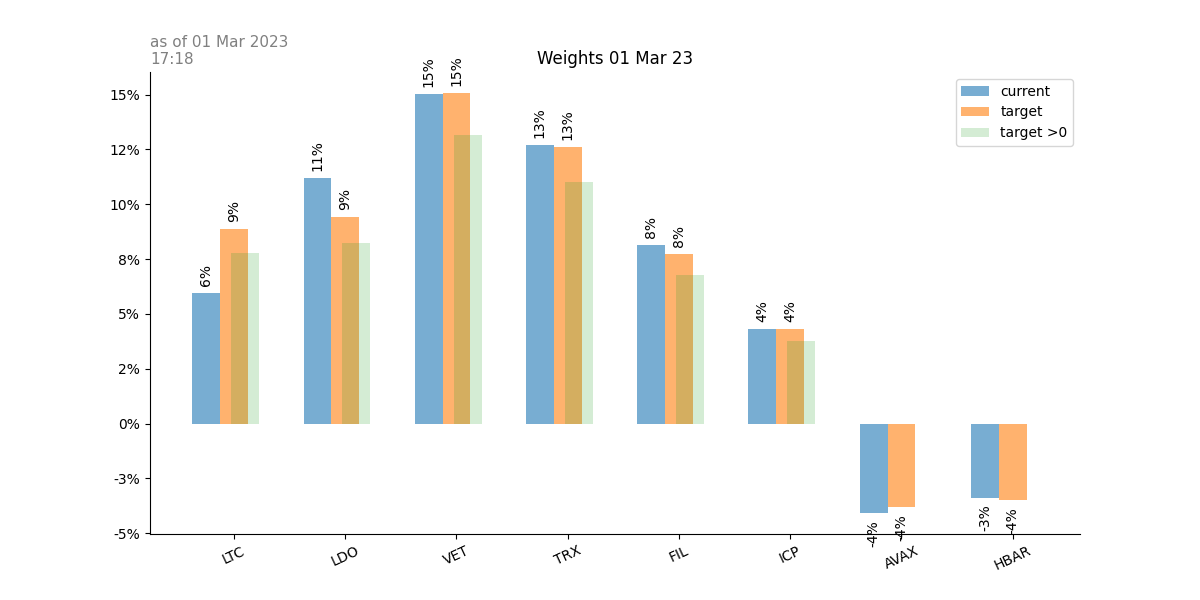 as of 01 Mar 2023
17:18
Weights 01 Mar 23
current
target
target >0
15%
12%
10%
8%
5%
2%
0%
-3%
-5%
6%
9%
11%
9%
15%
15%
13%
13%
8%
8%
4%
4%
-4%
-4%
-3%
-4%
LTC
LDO
VET
TRX
FIL
ICP
AVAX
HBAR